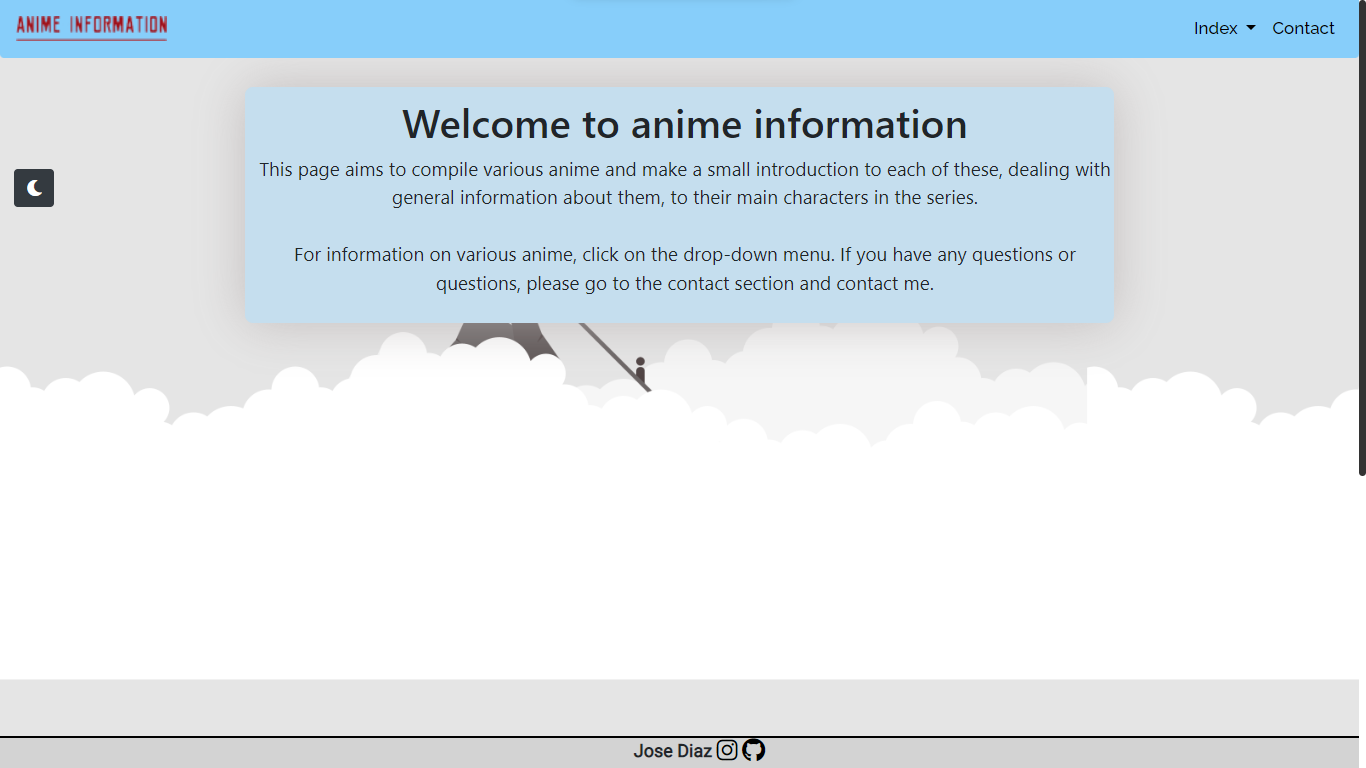 ANIME INFORMATION
Index
Contact
Welcome to anime information
This page aims to compile various anime and make a small introduction to each of these, dealing with
general information about them, to their main characters in the series.
For information on various anime, click on the drop-down menu. If you have any questions or
questions, please go to the contact section and contact me.
Jose Diaz